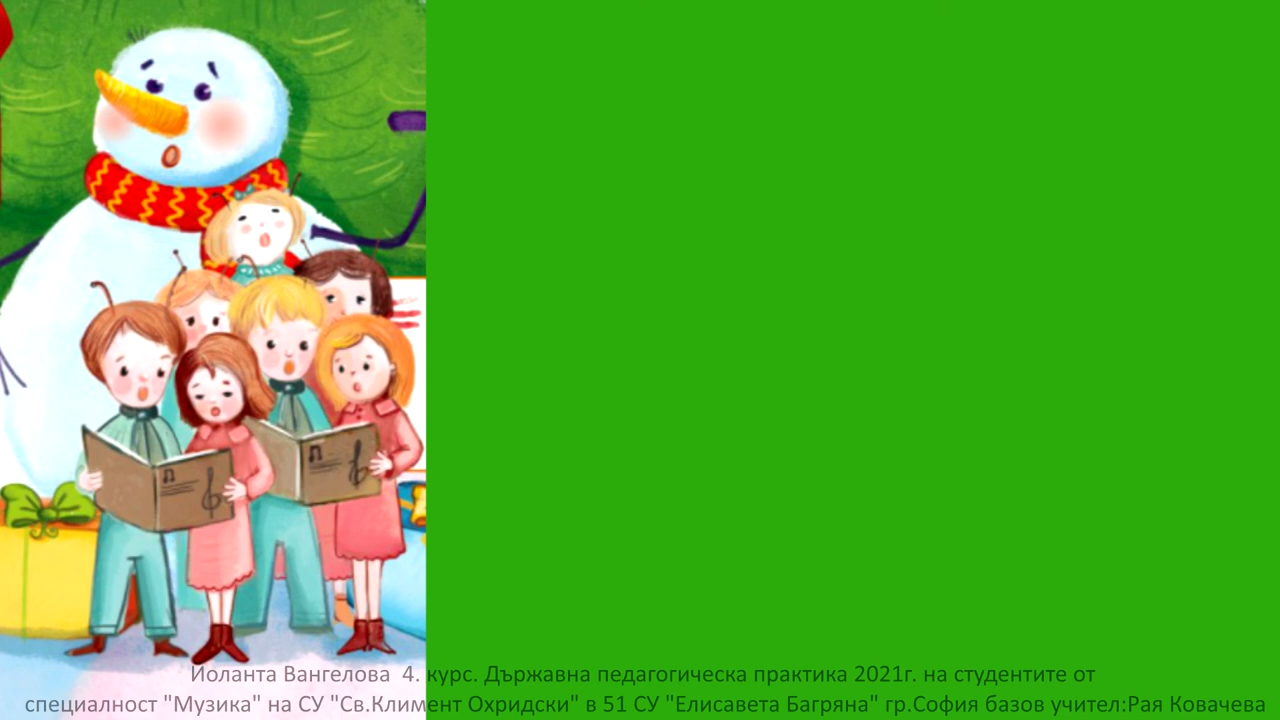 Йоланта Вангелова  4. курс. Държавна педагогическа практика 2021г. на студентите от
специалност "Музика" на СУ "Св.Климент Охридски" в 51 СУ "Елисавета Багряна" гр.София базов учител:Рая Ковачева